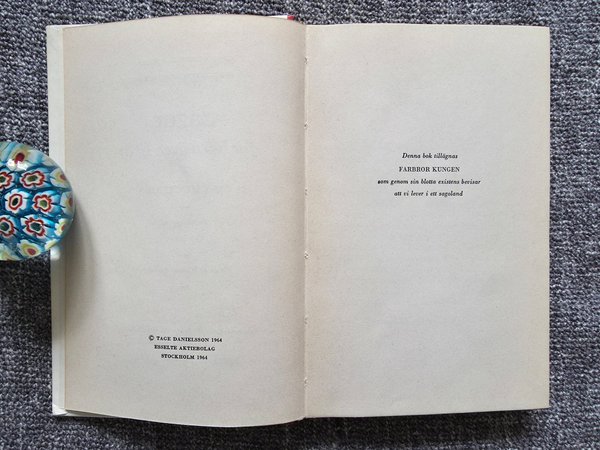 © TAGE DANIELSSON 1964
ESSELTE AKTIEBOLAG
STOCKHOLM 1964
Denna bok tillägnas
FARBROR KUNGEN
som genom sin blotta existens bevisar
att vi lever i ett sagoland